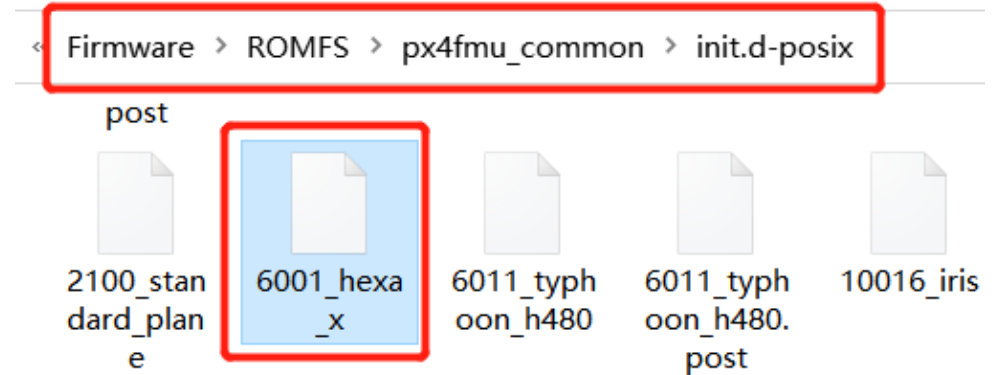 « Firmware > ROMFS > px4fmu_common > init.d-posix
post
2100_stan
dard_plan
e
6001_hexa
_x
6011_typh
oon_h480
6011_typh
oon_h480.
post
10016_iris